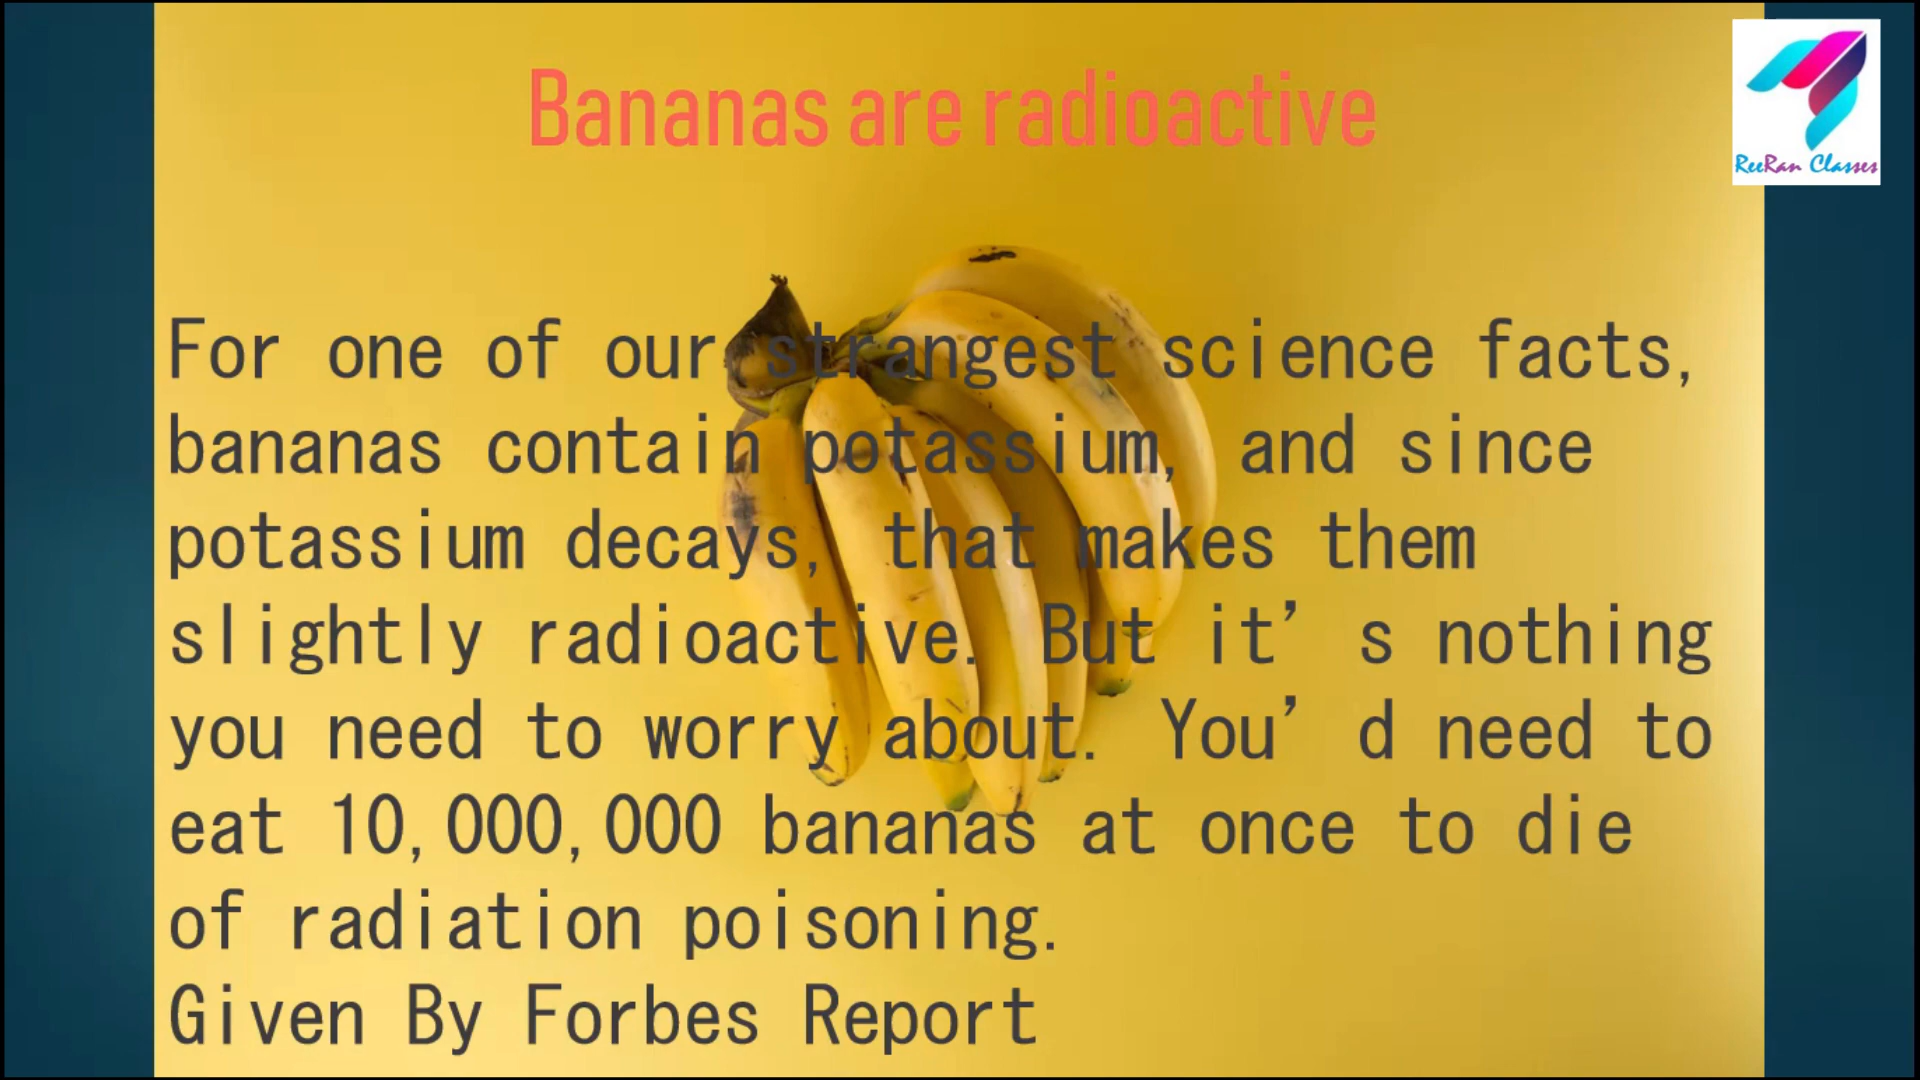 Bananas are radioactive
ReeRan Classes
For one of our strangest science facts,
bananas contain potassium, and since
potassium decays, that makes them
slightly radioactive. But it’s nothing
you need to worry about. You’d need to
eat 10,000,000 bananas at once to die
of radiation poisoning.
Given By Forbes Report